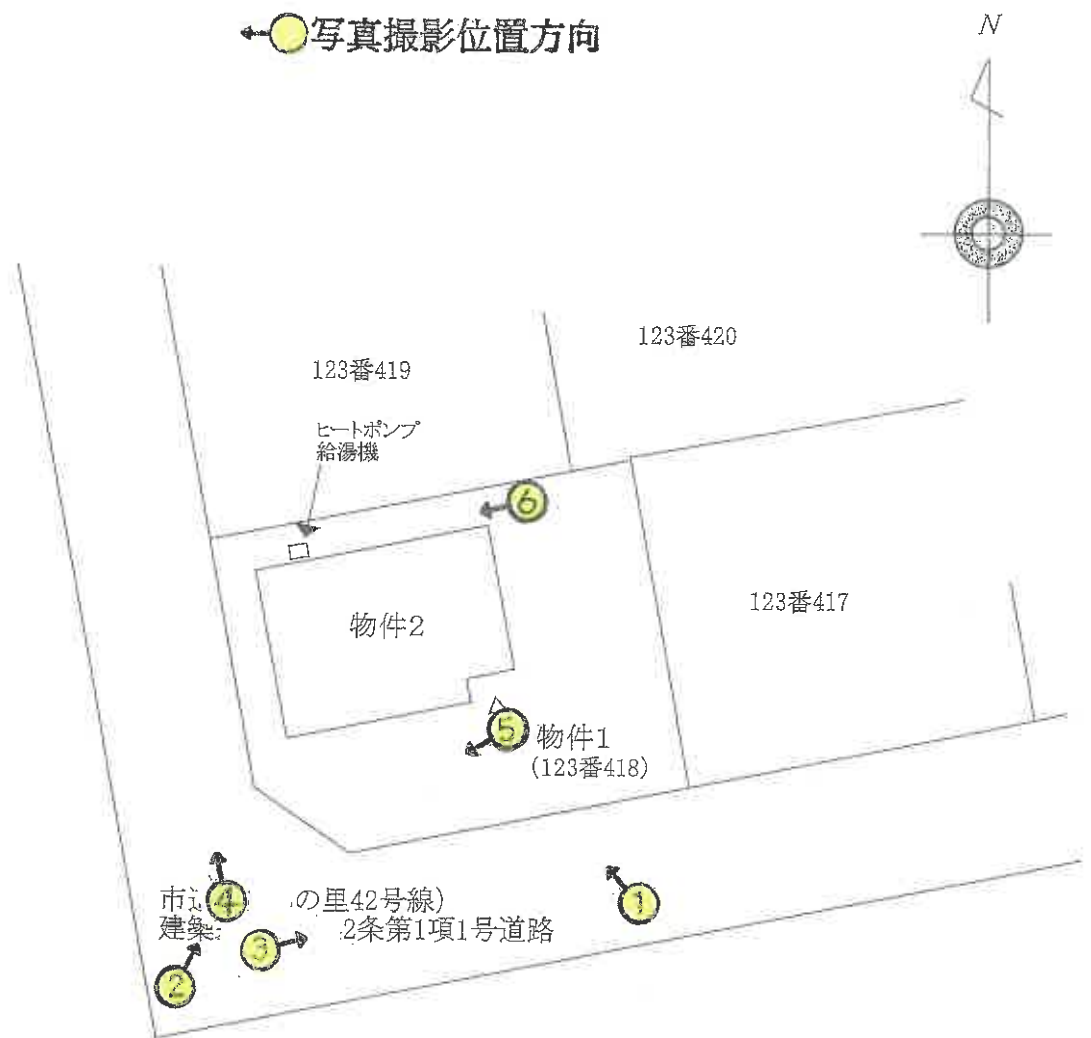 写真撮影位置方向
N
123番419
123番420
ヒートポンプ
給湯機
6
物件2
123番417
5
物件1
(123番418)
4
市道 の里42号線)
1
建築 2条第1項1号道路
3
2